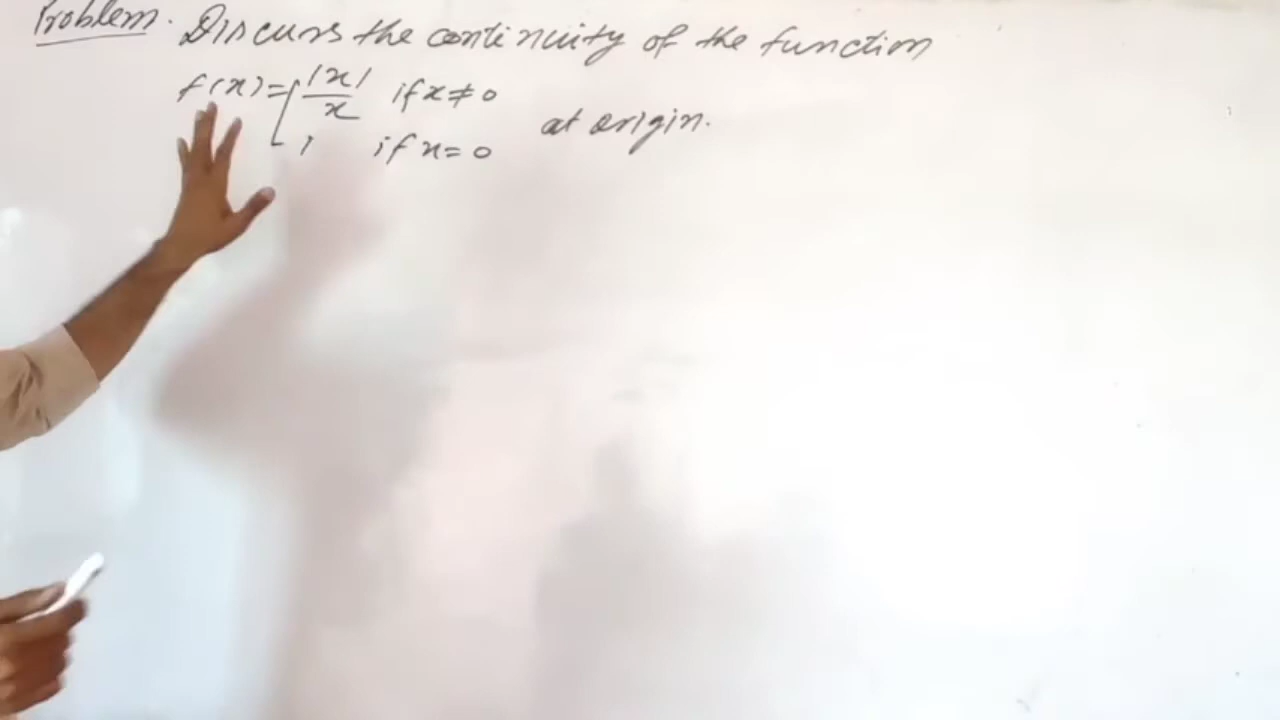 Problem. Discuss the continuity of the function
f(x) = { |x| / x if x ≠ 0
1 if x = 0 at origin.